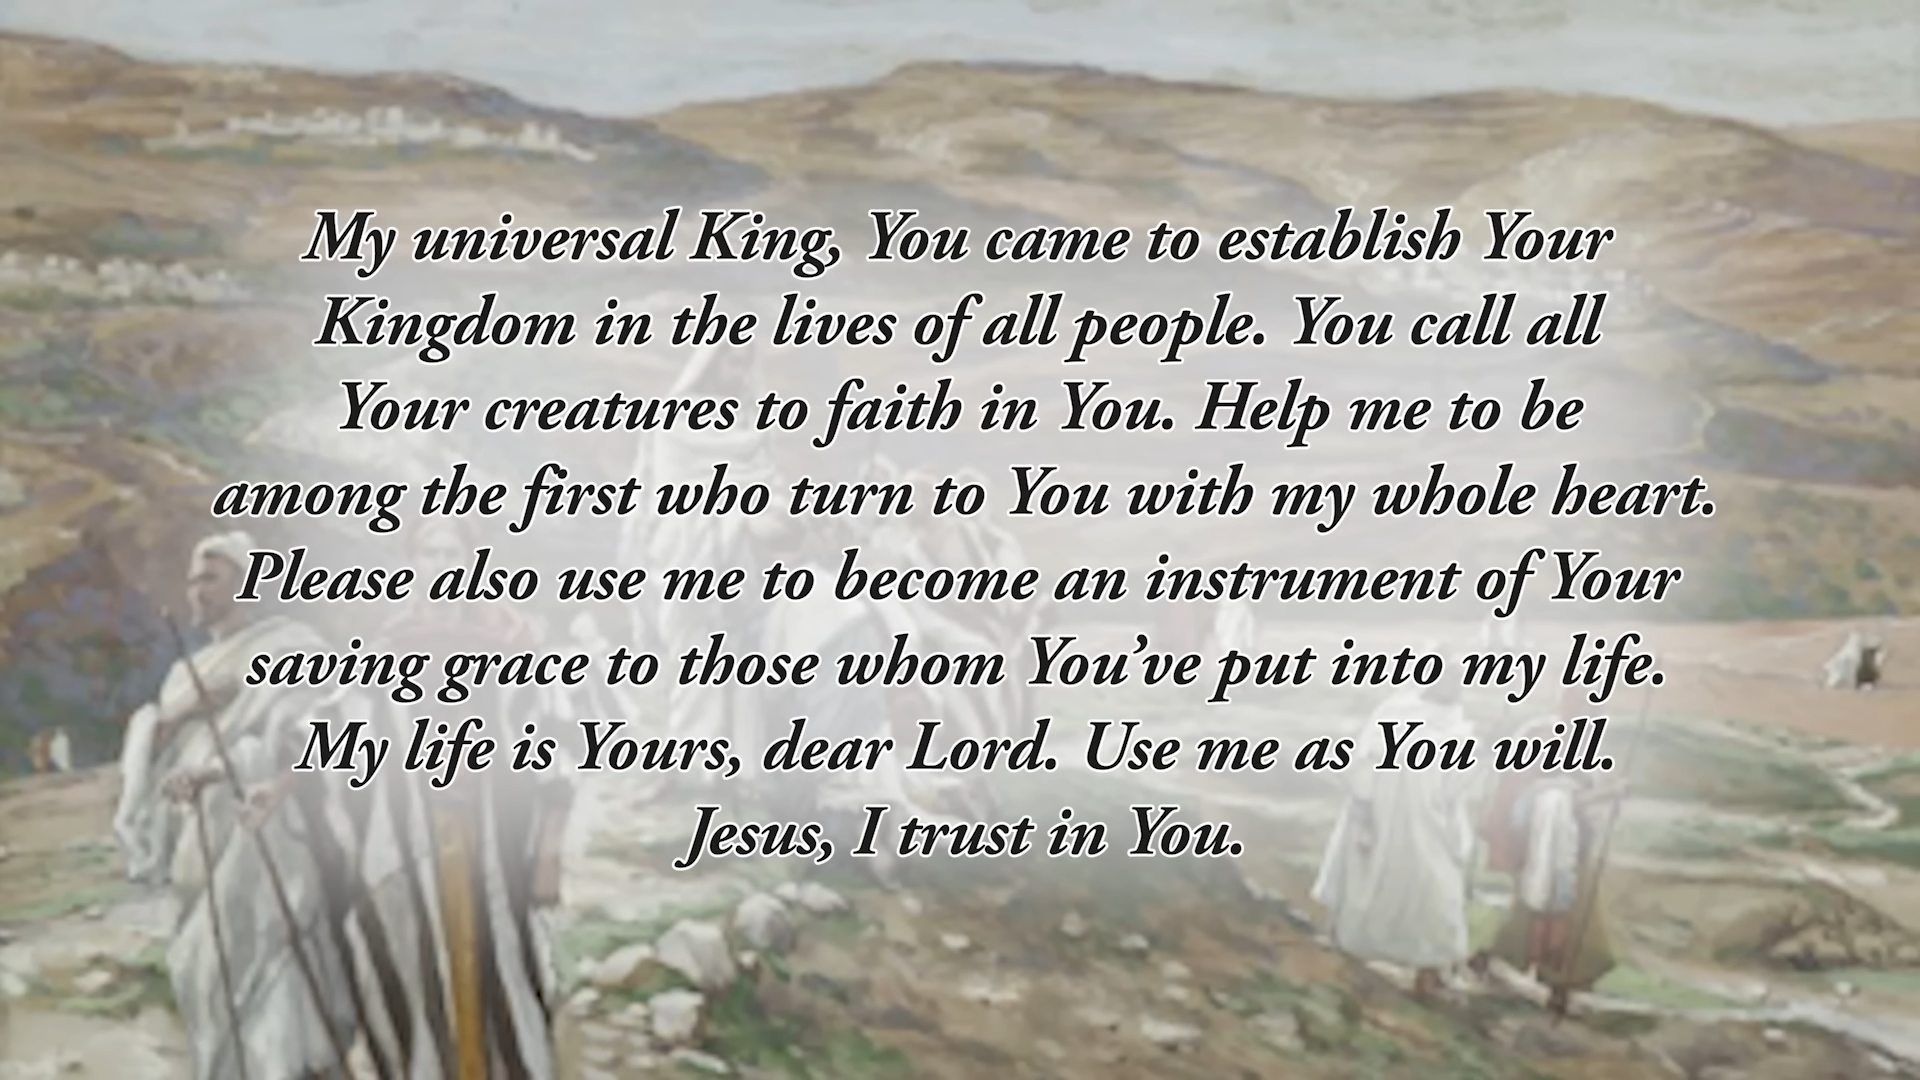 My universal King, You came to establish Your
Kingdom in the lives of all people. You call all
Your creatures to faith in You. Help me to be
among the first who turn to You with my whole heart.
Please also use me to become an instrument of Your
saving grace to those whom You’ve put into my life.
My life is Yours, dear Lord. Use me as You will.
Jesus, I trust in You.